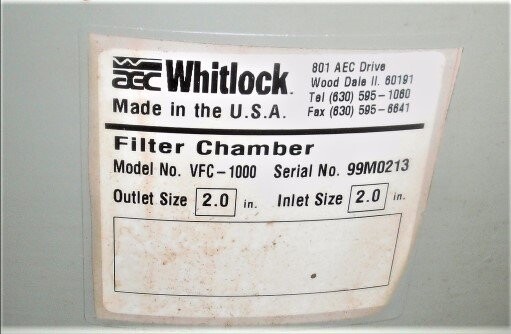 AEC Whitlock
801 AEC Drive
Wood Dale Il. 60191
Tel (630) 595-1060
Fax (630) 595-6641
Made in the U.S.A.
Filter Chamber
Model No. VFC-1000 Serial No. 99M0213
Outlet Size 2.0 in. Inlet Size 2.0 in.